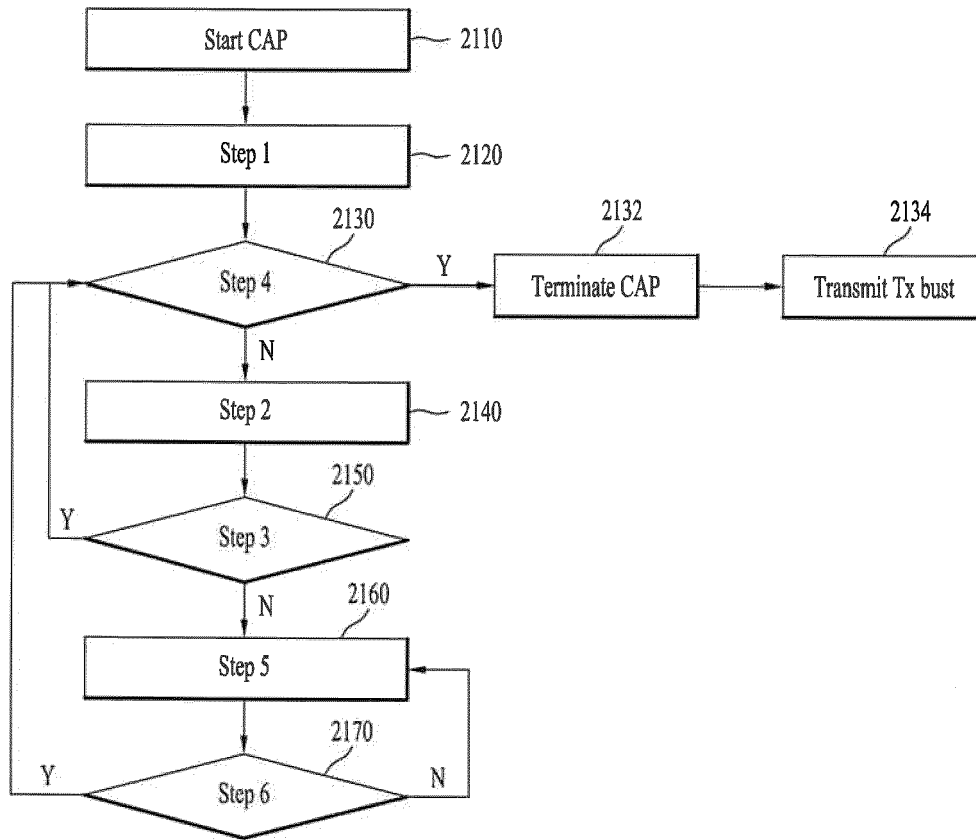 Start CAP
2110
Step 1
2120
2130
Step 4
Y
N
2132
Terminate CAP
2134
Transmit Tx bust
Step 2
2140
2150
Step 3
Y
N
2160
Step 5
2170
Step 6
Y
N